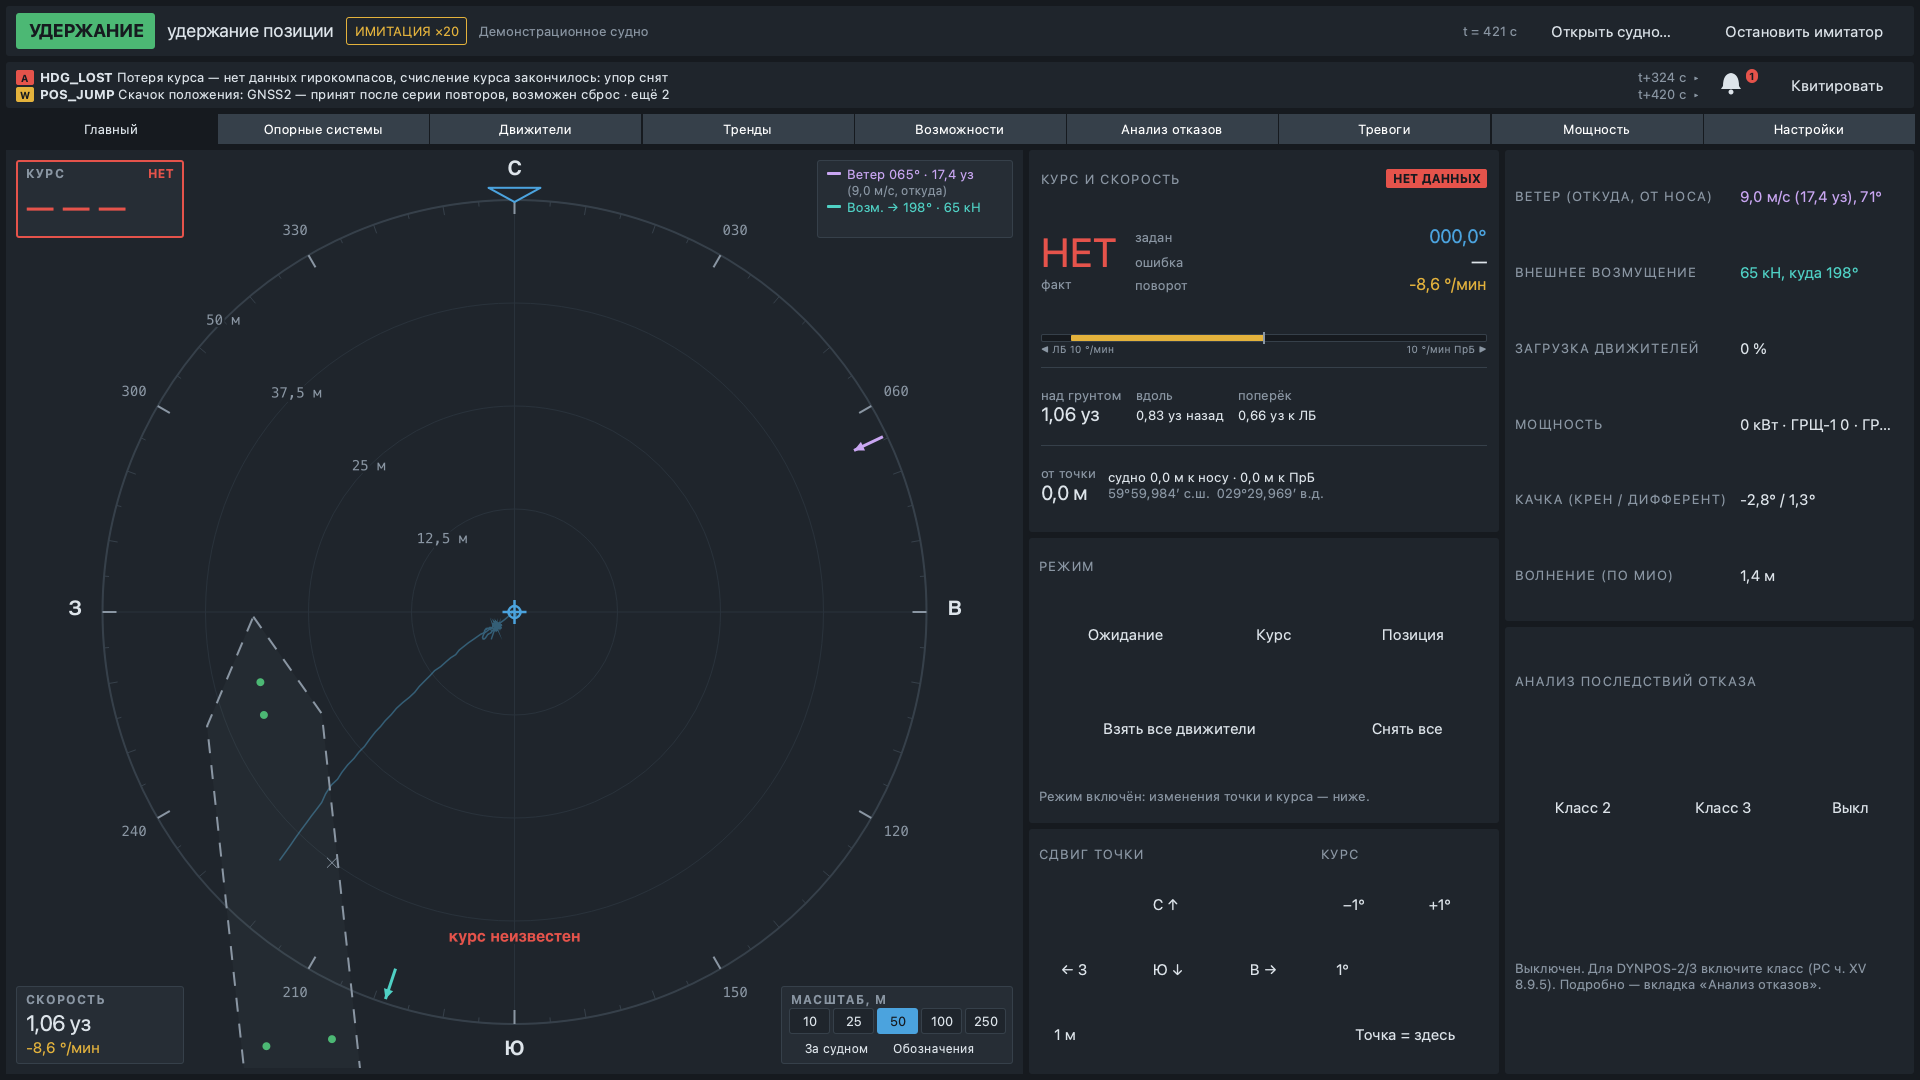 УДЕРЖАНИЕ удержание позиции ИМИТАЦИЯ ×20 Демонстрационное судно t = 421 с Открыть судно... Остановить имитатор
A HDG_LOST Потеря курса — нет данных гирокомпасов, счисление курса закончилось: упор снят t+324 с
W POS_JUMP Скачок положения: GNSS2 — принят после серии повторов, возможен сброс · ещё 2 t+420 с
1 Квитировать
Главный Опорные системы Движители Тренды Возможности Анализ отказов Тревоги Мощность Настройки
КУРС НЕТ
— — —
С
330
030
300
060
З
В
240
120
210
150
Ю
50 м
37,5 м
25 м
12,5 м
курс неизвестен
Ветер 065° · 17,4 уз
(9,0 м/с, откуда)
Возм. → 198° · 65 кН
СКОРОСТЬ
1,06 уз
-8,6 °/мин
МАСШТАБ, М
10 25 50 100 250
За судном Обозначения
КУРС И СКОРОСТЬ НЕТ ДАННЫХ
НЕТ
факт
задан 000,0°
ошибка —
поворот -8,6 °/мин
◄ ЛБ 10 °/мин 10 °/мин ПрБ ►
над грунтом вдоль поперёк
1,06 уз 0,83 уз назад 0,66 уз к ЛБ
от точки
0,0 м
судно 0,0 м к носу · 0,0 м к ПрБ
59°59,984′ с.ш. 029°29,969′ в.д.
РЕЖИМ
Ожидание Курс Позиция
Взять все движители Снять все
Режим включён: изменения точки и курса — ниже.
СДВИГ ТОЧКИ КУРС
С ↑ −1° +1°
← З Ю ↓ В → 1°
1 м Точка = здесь
ВЕТЕР (ОТКУДА, ОТ НОСА) 9,0 м/с (17,4 уз), 71°
ВНЕШНЕЕ ВОЗМУЩЕНИЕ 65 кН, куда 198°
ЗАГРУЗКА ДВИЖИТЕЛЕЙ 0 %
МОЩНОСТЬ 0 кВт · ГРЩ-1 0 · ГР...
КАЧКА (КРЕН / ДИФФЕРЕНТ) -2,8° / 1,3°
ВОЛНЕНИЕ (ПО МИО) 1,4 м
АНАЛИЗ ПОСЛЕДСТВИЙ ОТКАЗА
Класс 2 Класс 3 Выкл
Выключен. Для DYNPOS-2/3 включите класс (РС ч. XV
8.9.5). Подробно — вкладка «Анализ отказов».